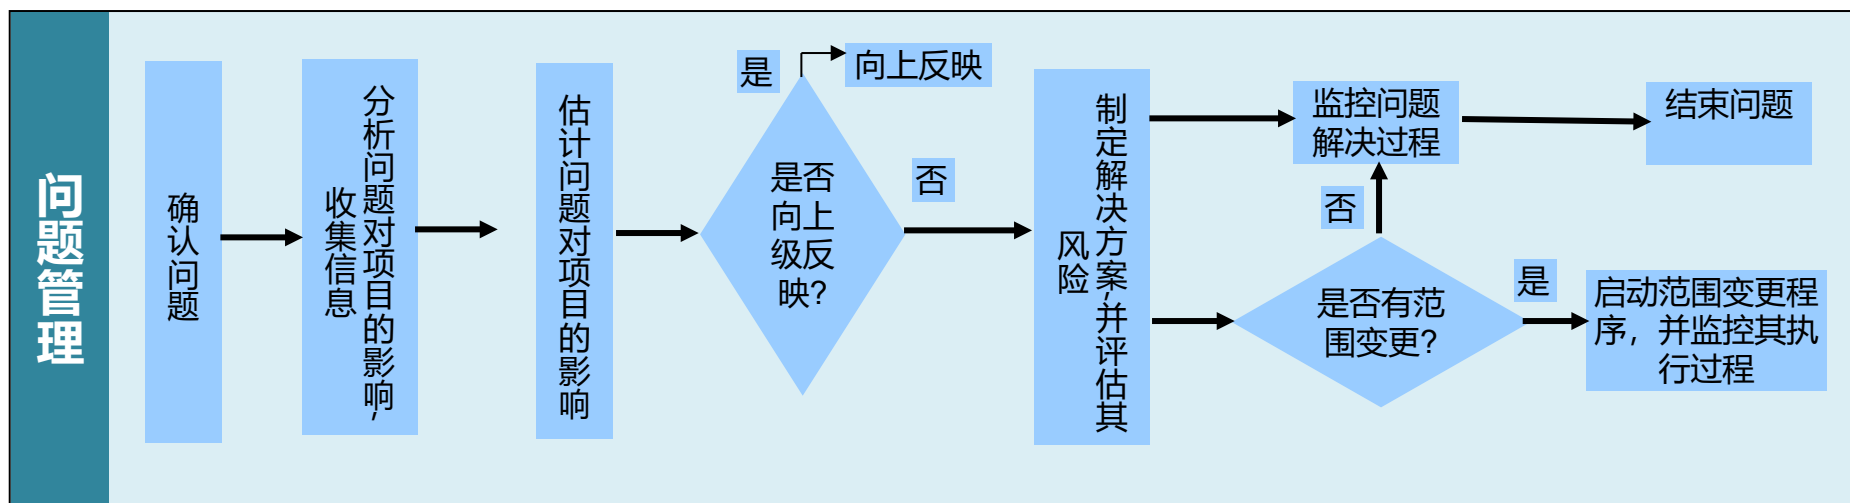 问题管理
确认问题
分析问题对项目的影响,
收集信息
估计问题对项目的影响
是
向上反映
是否
向上
级反
映?
否
制定解决方案,并评估其
风险
监控问题
解决过程
结束问题
否
是否有范
围变更?
是
启动范围变更程
序，并监控其执
行过程